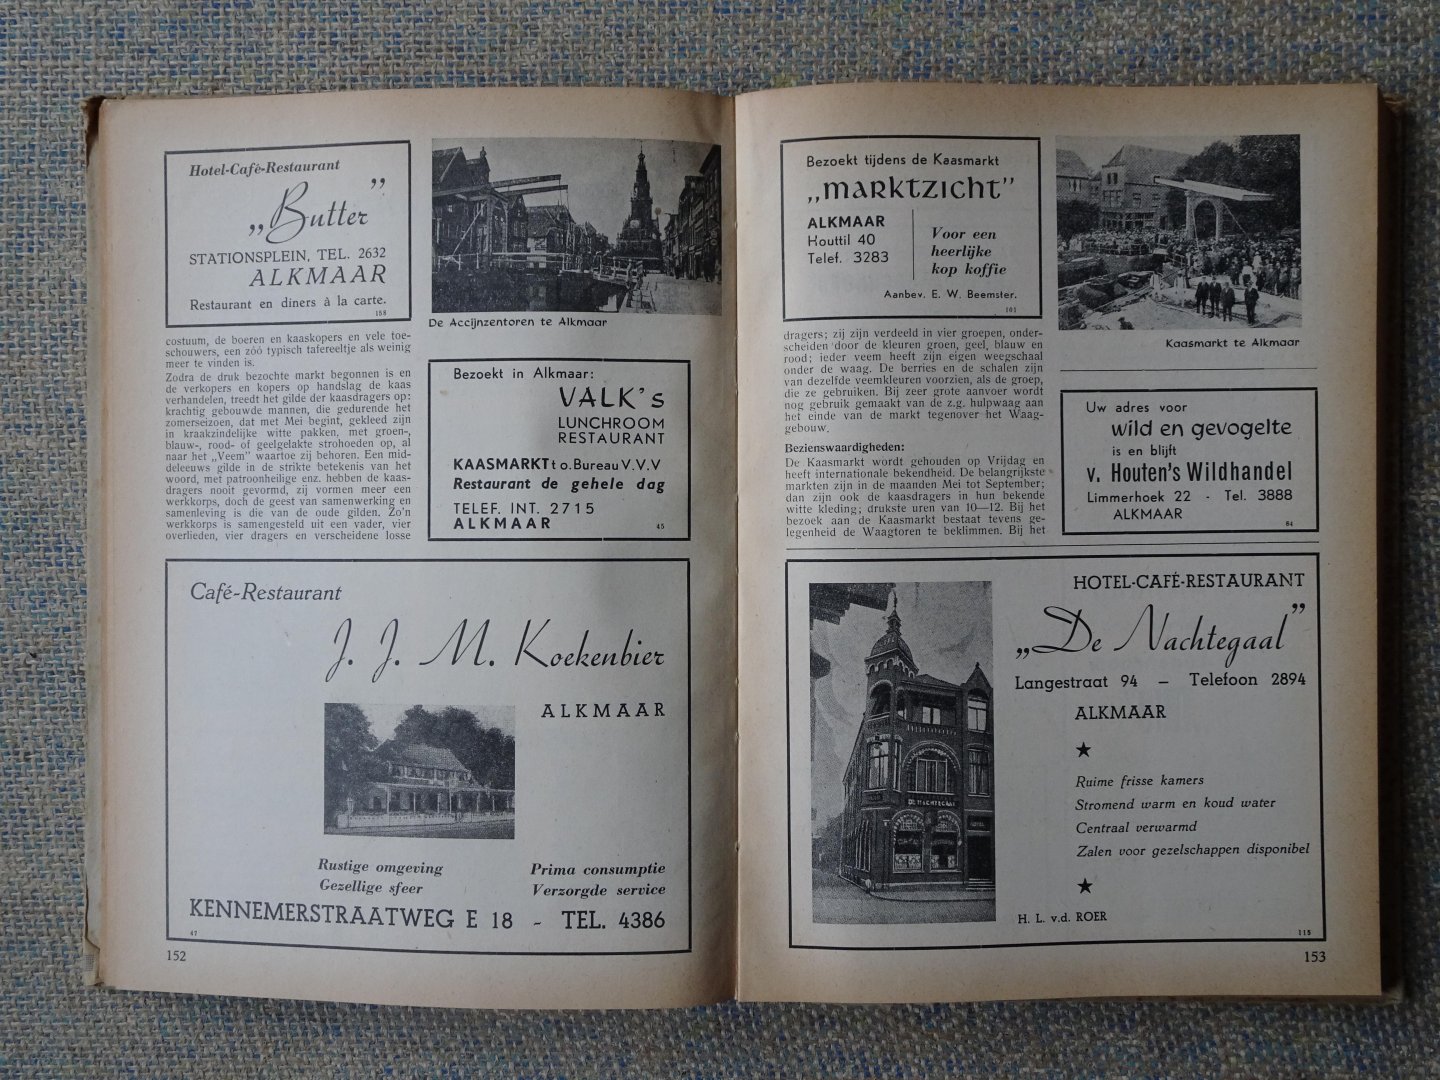 Hotel-Café-Restaurant
„Butter”
STATIONSPLEIN, TEL. 2632
ALKMAAR
Restaurant en diners à la carte.
158
De Accijnzentoren te Alkmaar
costuum, de boeren en kaaskopers en vele toe-
schouwers, een zóó typisch tafereeltje als weinig
meer te vinden is.
Zodra de druk bezochte markt begonnen is en
de verkopers en kopers op handslag de kaas
verhandelen, treedt het gilde der kaasdragers op:
krachtig gebouwde mannen, die gedurende het
zomerseizoen, dat met Mei begint, gekleed zijn
in kraakzindelijke witte pakken, met groen-,
blauw-, rood- of geelgelakte strohoeden op, al
naar het „Veem” waartoe zij behoren. Een mid-
deleeuws gilde in de strikte betekenis van het
woord, met patroonheilige enz. hebben de kaas-
dragers nooit gevormd, zij vormen meer een
werkkorps, doch de geest van samenwerking en
samenleving is die van de oude gilden. Zo'n
werkkorps is samengesteld uit een vader, vier
overlieden, vier dragers en verscheidene losse
Bezoekt in Alkmaar:
VALK's
LUNCHROOM
RESTAURANT
KAASMARKT t o. Bureau V.V.V
Restaurant de gehele dag
TELEF. INT. 2715
ALKMAAR
45
Café-Restaurant
J. J. M. Koekenbier
ALKMAAR
Rustige omgeving
Gezellige sfeer
Prima consumptie
Verzorgde service
KENNEMERSTRAATWEG E 18 - TEL. 4386
47
152
Bezoekt tijdens de Kaasmarkt
„MARKTZICHT”
ALKMAAR
Houttil 40
Telef. 3283
Voor een
heerlijke
kop koffie
Aanbev. E. W. Beemster.
101
Kaasmarkt te Alkmaar
dragers; zij zijn verdeeld in vier groepen, onder-
scheiden door de kleuren groen, geel, blauw en
rood; ieder veem heeft zijn eigen weegschaal
onder de waag. De berries en de schalen zijn
van dezelfde veemkleuren voorzien, als de groep,
die ze gebruiken. Bij zeer grote aanvoer wordt
nog gebruik gemaakt van de z.g. hulpwaag aan
het einde van de markt tegenover het Waag-
gebouw.
Bezienswaardigheden:
De Kaasmarkt wordt gehouden op Vrijdag en
heeft internationale bekendheid. De belangrijkste
markten zijn in de maanden Mei tot September;
dan zijn ook de kaasdragers in hun bekende
witte kleding; drukste uren van 10—12. Bij het
bezoek aan de Kaasmarkt bestaat tevens ge-
legenheid de Waagtoren te beklimmen. Bij het
Uw adres voor
wild en gevogelte
is en blijft
v. Houten's Wildhandel
Limmerhoek 22 - Tel. 3888
ALKMAAR
84
HOTEL-CAFÉ-RESTAURANT
„De Nachtegaal”
Langestraat 94 — Telefoon 2894
ALKMAAR
★
Ruime frisse kamers
Stromend warm en koud water
Centraal verwarmd
Zalen voor gezelschappen disponibel
★
H. L. v.d. ROER
115
DE NACHTEGAAL
HOTEL
CAFE
153